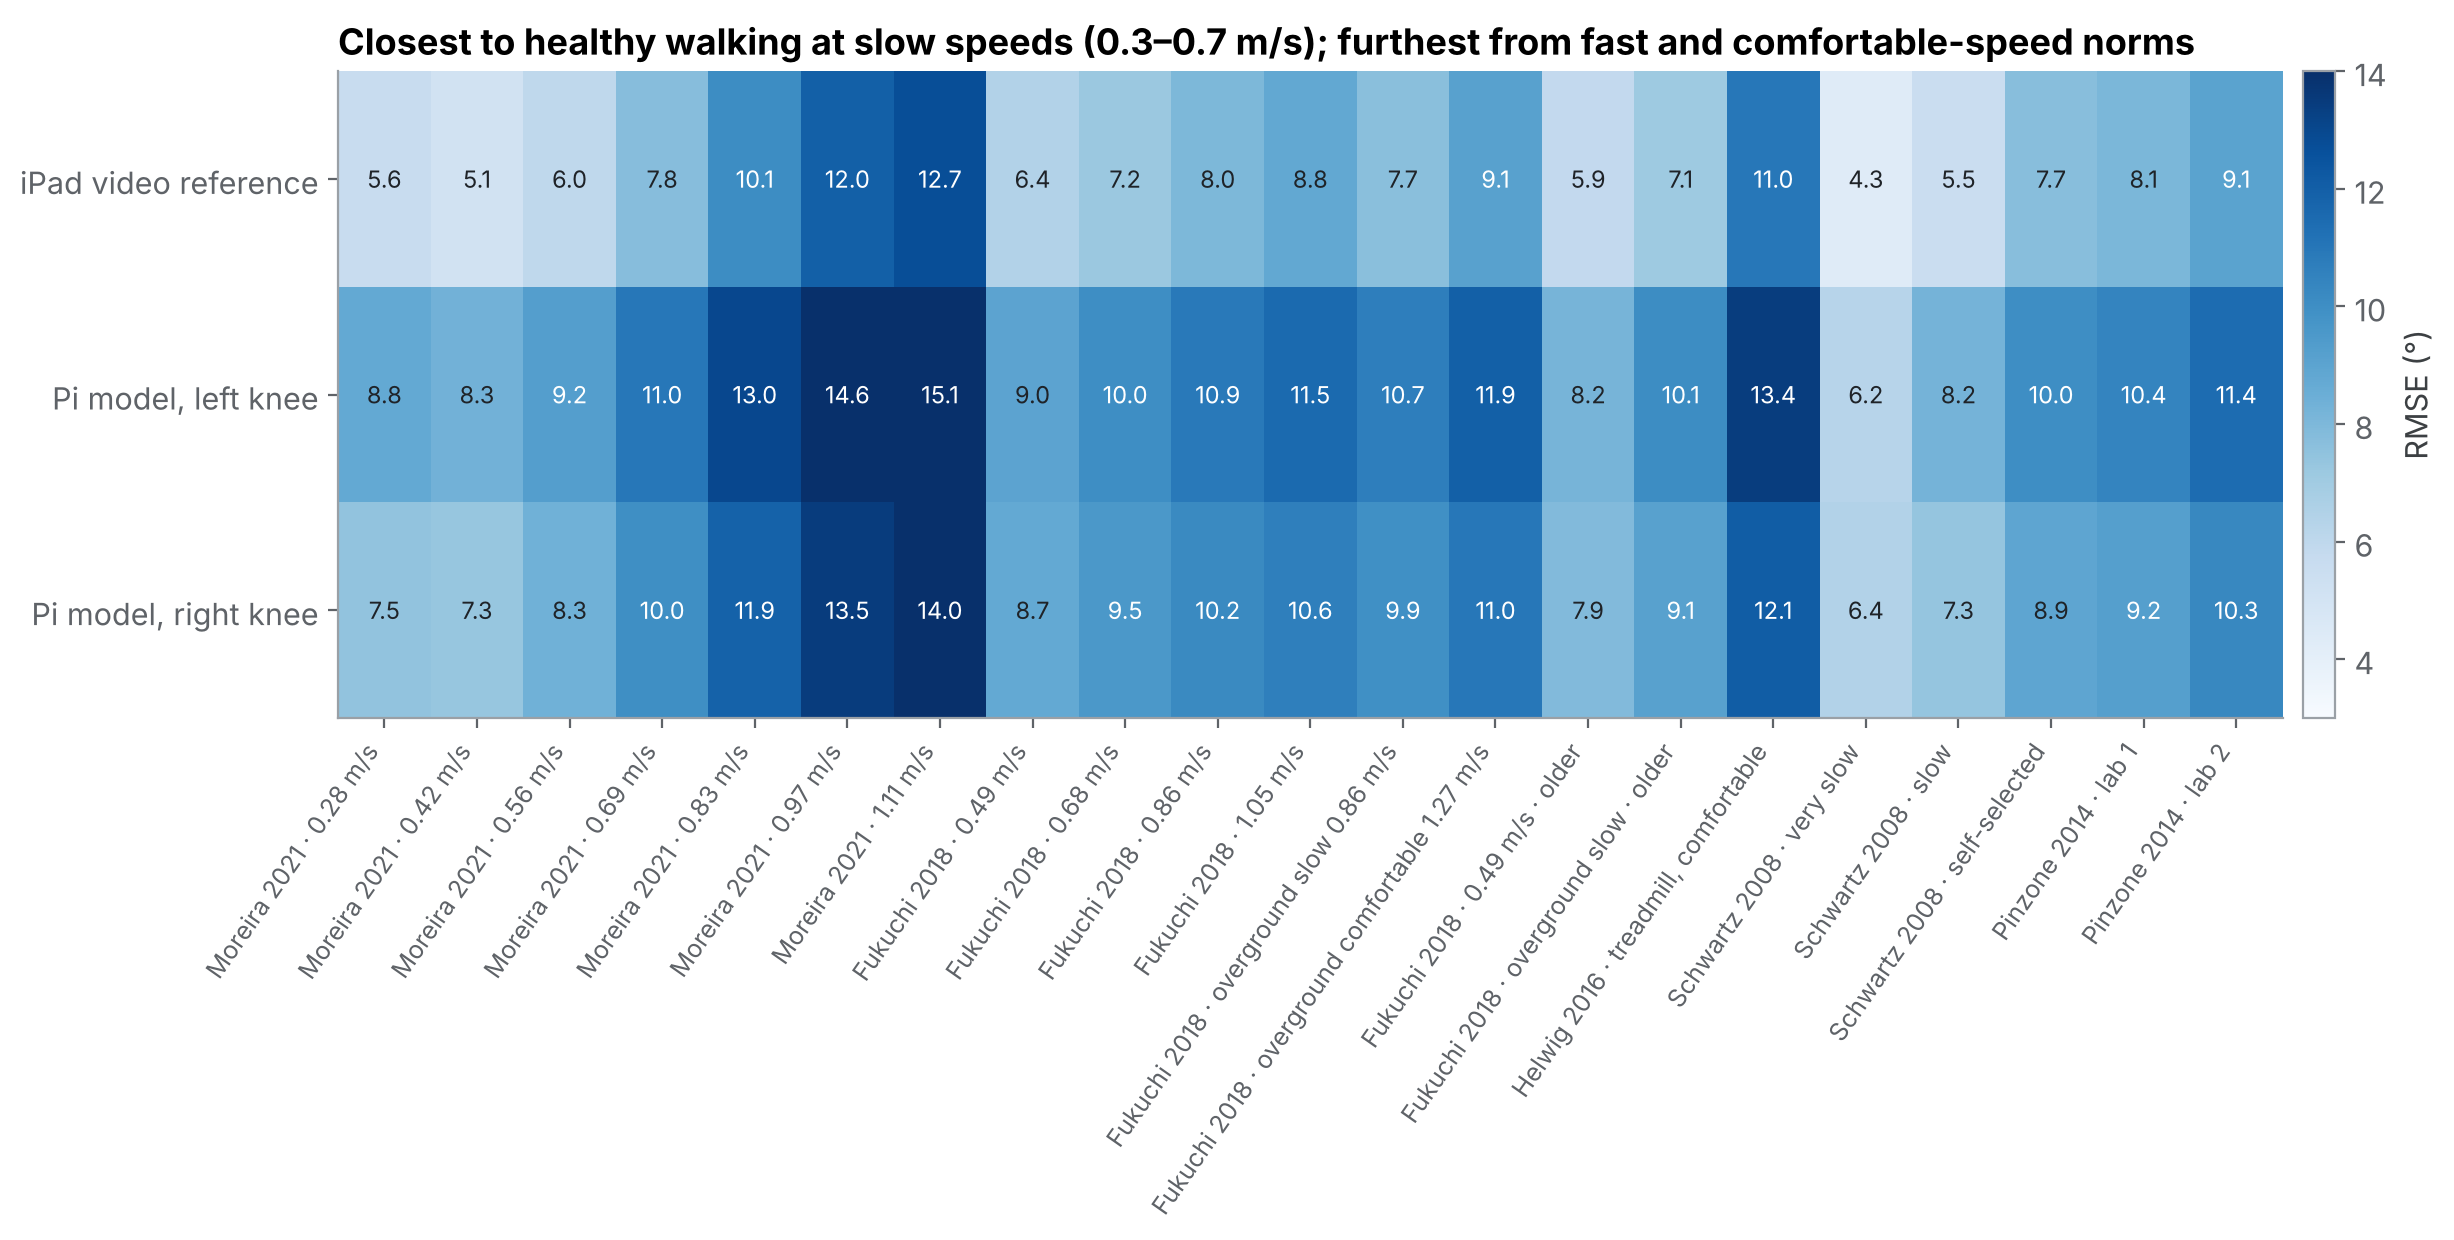 Closest to healthy walking at slow speeds (0.3–0.7 m/s); furthest from fast and comfortable-speed norms
iPad video reference
5.6 5.1 6.0 7.8 10.1 12.0 12.7 6.4 7.2 8.0 8.8 7.7 9.1 5.9 7.1 11.0 4.3 5.5 7.7 8.1 9.1
Pi model, left knee
8.8 8.3 9.2 11.0 13.0 14.6 15.1 9.0 10.0 10.9 11.5 10.7 11.9 8.2 10.1 13.4 6.2 8.2 10.0 10.4 11.4
Pi model, right knee
7.5 7.3 8.3 10.0 11.9 13.5 14.0 8.7 9.5 10.2 10.6 9.9 11.0 7.9 9.1 12.1 6.4 7.3 8.9 9.2 10.3
Moreira 2021 · 0.28 m/s
Moreira 2021 · 0.42 m/s
Moreira 2021 · 0.56 m/s
Moreira 2021 · 0.69 m/s
Moreira 2021 · 0.83 m/s
Moreira 2021 · 0.97 m/s
Moreira 2021 · 1.11 m/s
Fukuchi 2018 · 0.49 m/s
Fukuchi 2018 · 0.68 m/s
Fukuchi 2018 · 0.86 m/s
Fukuchi 2018 · 1.05 m/s
Fukuchi 2018 · overground slow 0.86 m/s
Fukuchi 2018 · overground comfortable 1.27 m/s
Fukuchi 2018 · 0.49 m/s · older
Fukuchi 2018 · overground slow · older
Helwig 2016 · treadmill, comfortable
Schwartz 2008 · very slow
Schwartz 2008 · slow
Schwartz 2008 · self-selected
Pinzone 2014 · lab 1
Pinzone 2014 · lab 2
14
12
10
8
6
4
RMSE (°)